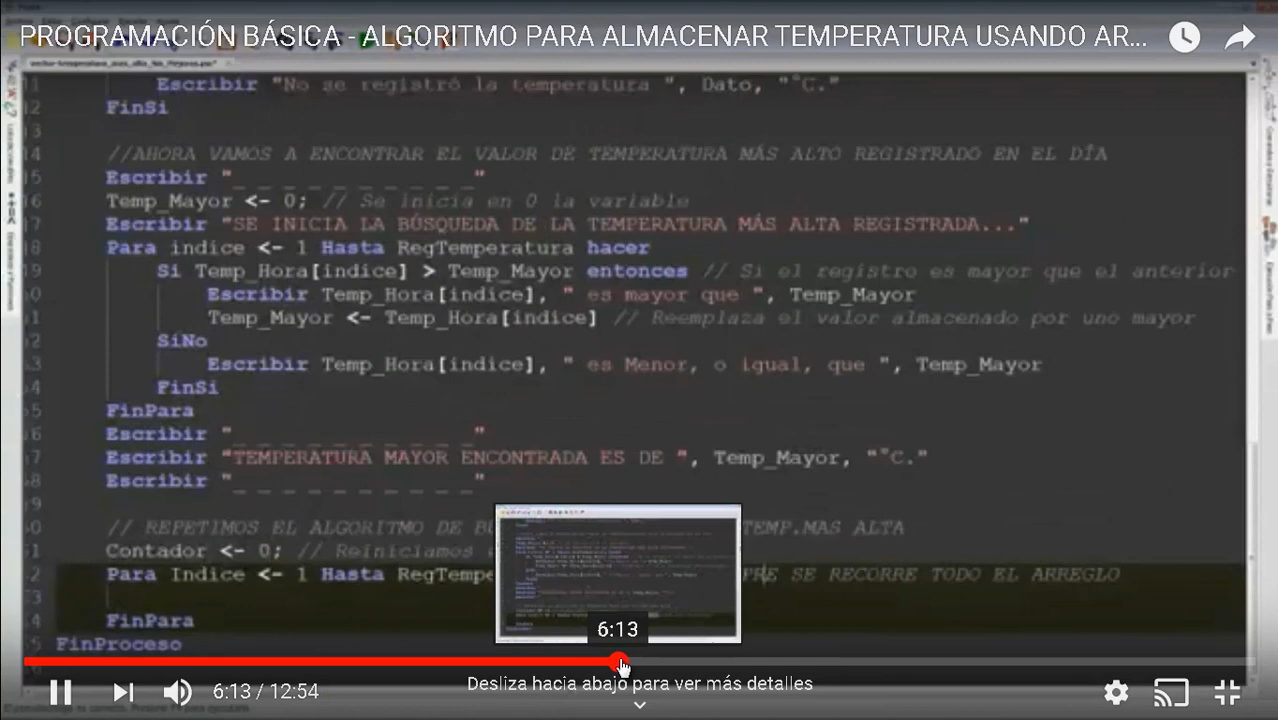 PROGRAMACIÓN BÁSICA - ALGORITMO PARA ALMACENAR TEMPERATURA USANDO AR...
Escribir "No se registró la temperatura ", Dato, "°C."
FinSi
//AHORA VAMOS A ENCONTRAR EL VALOR DE TEMPERATURA MÁS ALTO REGISTRADO EN EL DÍA
Escribir "_ _ _ _ _ _ _ _ _ _"
Temp_Mayor <- 0; // Se inicia en 0 la variable
Escribir "SE INICIA LA BÚSQUEDA DE LA TEMPERATURA MÁS ALTA REGISTRADA..."
Para indice <- 1 Hasta RegTemperatura hacer
Si Temp_Hora[indice] > Temp_Mayor entonces // Si el registro es mayor que el anterior
Escribir Temp_Hora[indice], " es mayor que ", Temp_Mayor
Temp_Mayor <- Temp_Hora[indice] // Reemplaza el valor almacenado por uno mayor
SiNo
Escribir Temp_Hora[indice], " es Menor, o igual, que ", Temp_Mayor
FinSi
FinPara
Escribir "_ _ _ _ _ _ _ _ _ _"
Escribir "TEMPERATURA MAYOR ENCONTRADA ES DE ", Temp_Mayor, "°C."
Escribir "_ _ _ _ _ _ _ _ _ _"
// REPETIMOS EL ALGORITMO DE TEMP.MAS ALTA
Contador <- 0; // Reiniciamos
Para Indice <- 1 Hasta SE RECORRE TODO EL ARREGLO
FinPara
FinProceso
6:13
6:13 / 12:54
Desliza hacia abajo para ver más detalles